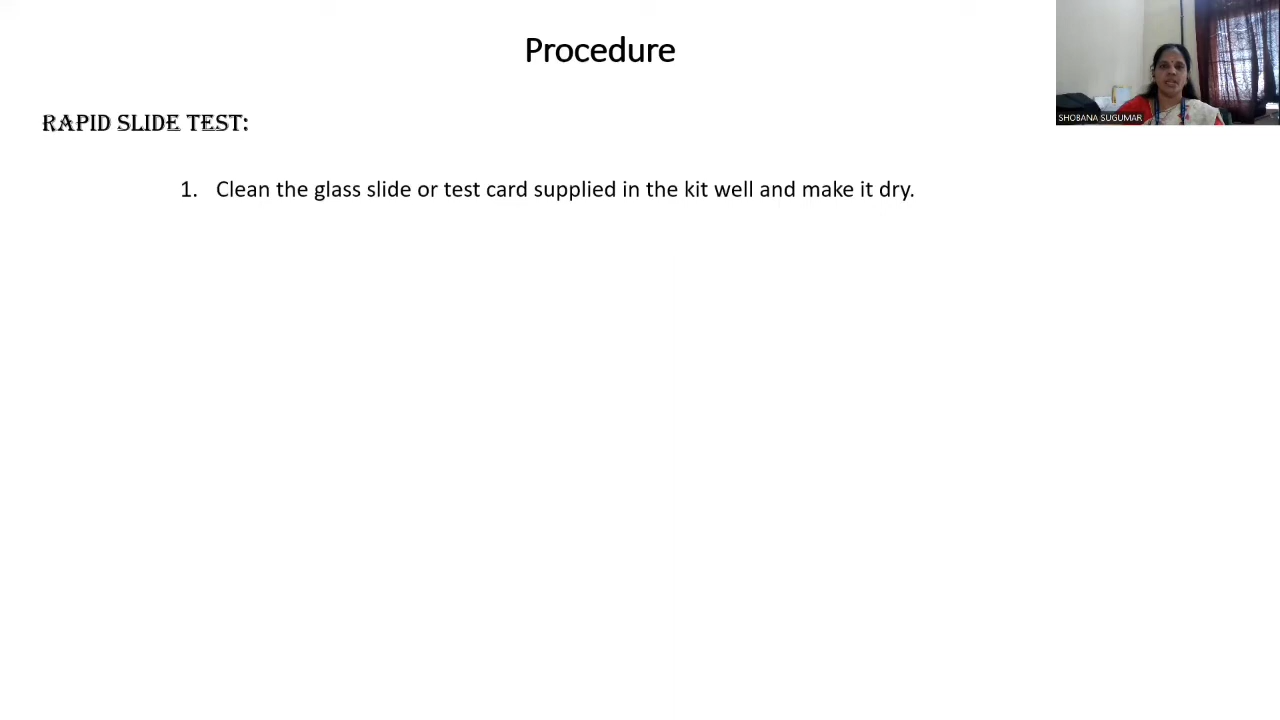 Procedure
RAPID SLIDE TEST:
1. Clean the glass slide or test card supplied in the kit well and make it dry.
SHOBANA SUGUMAR